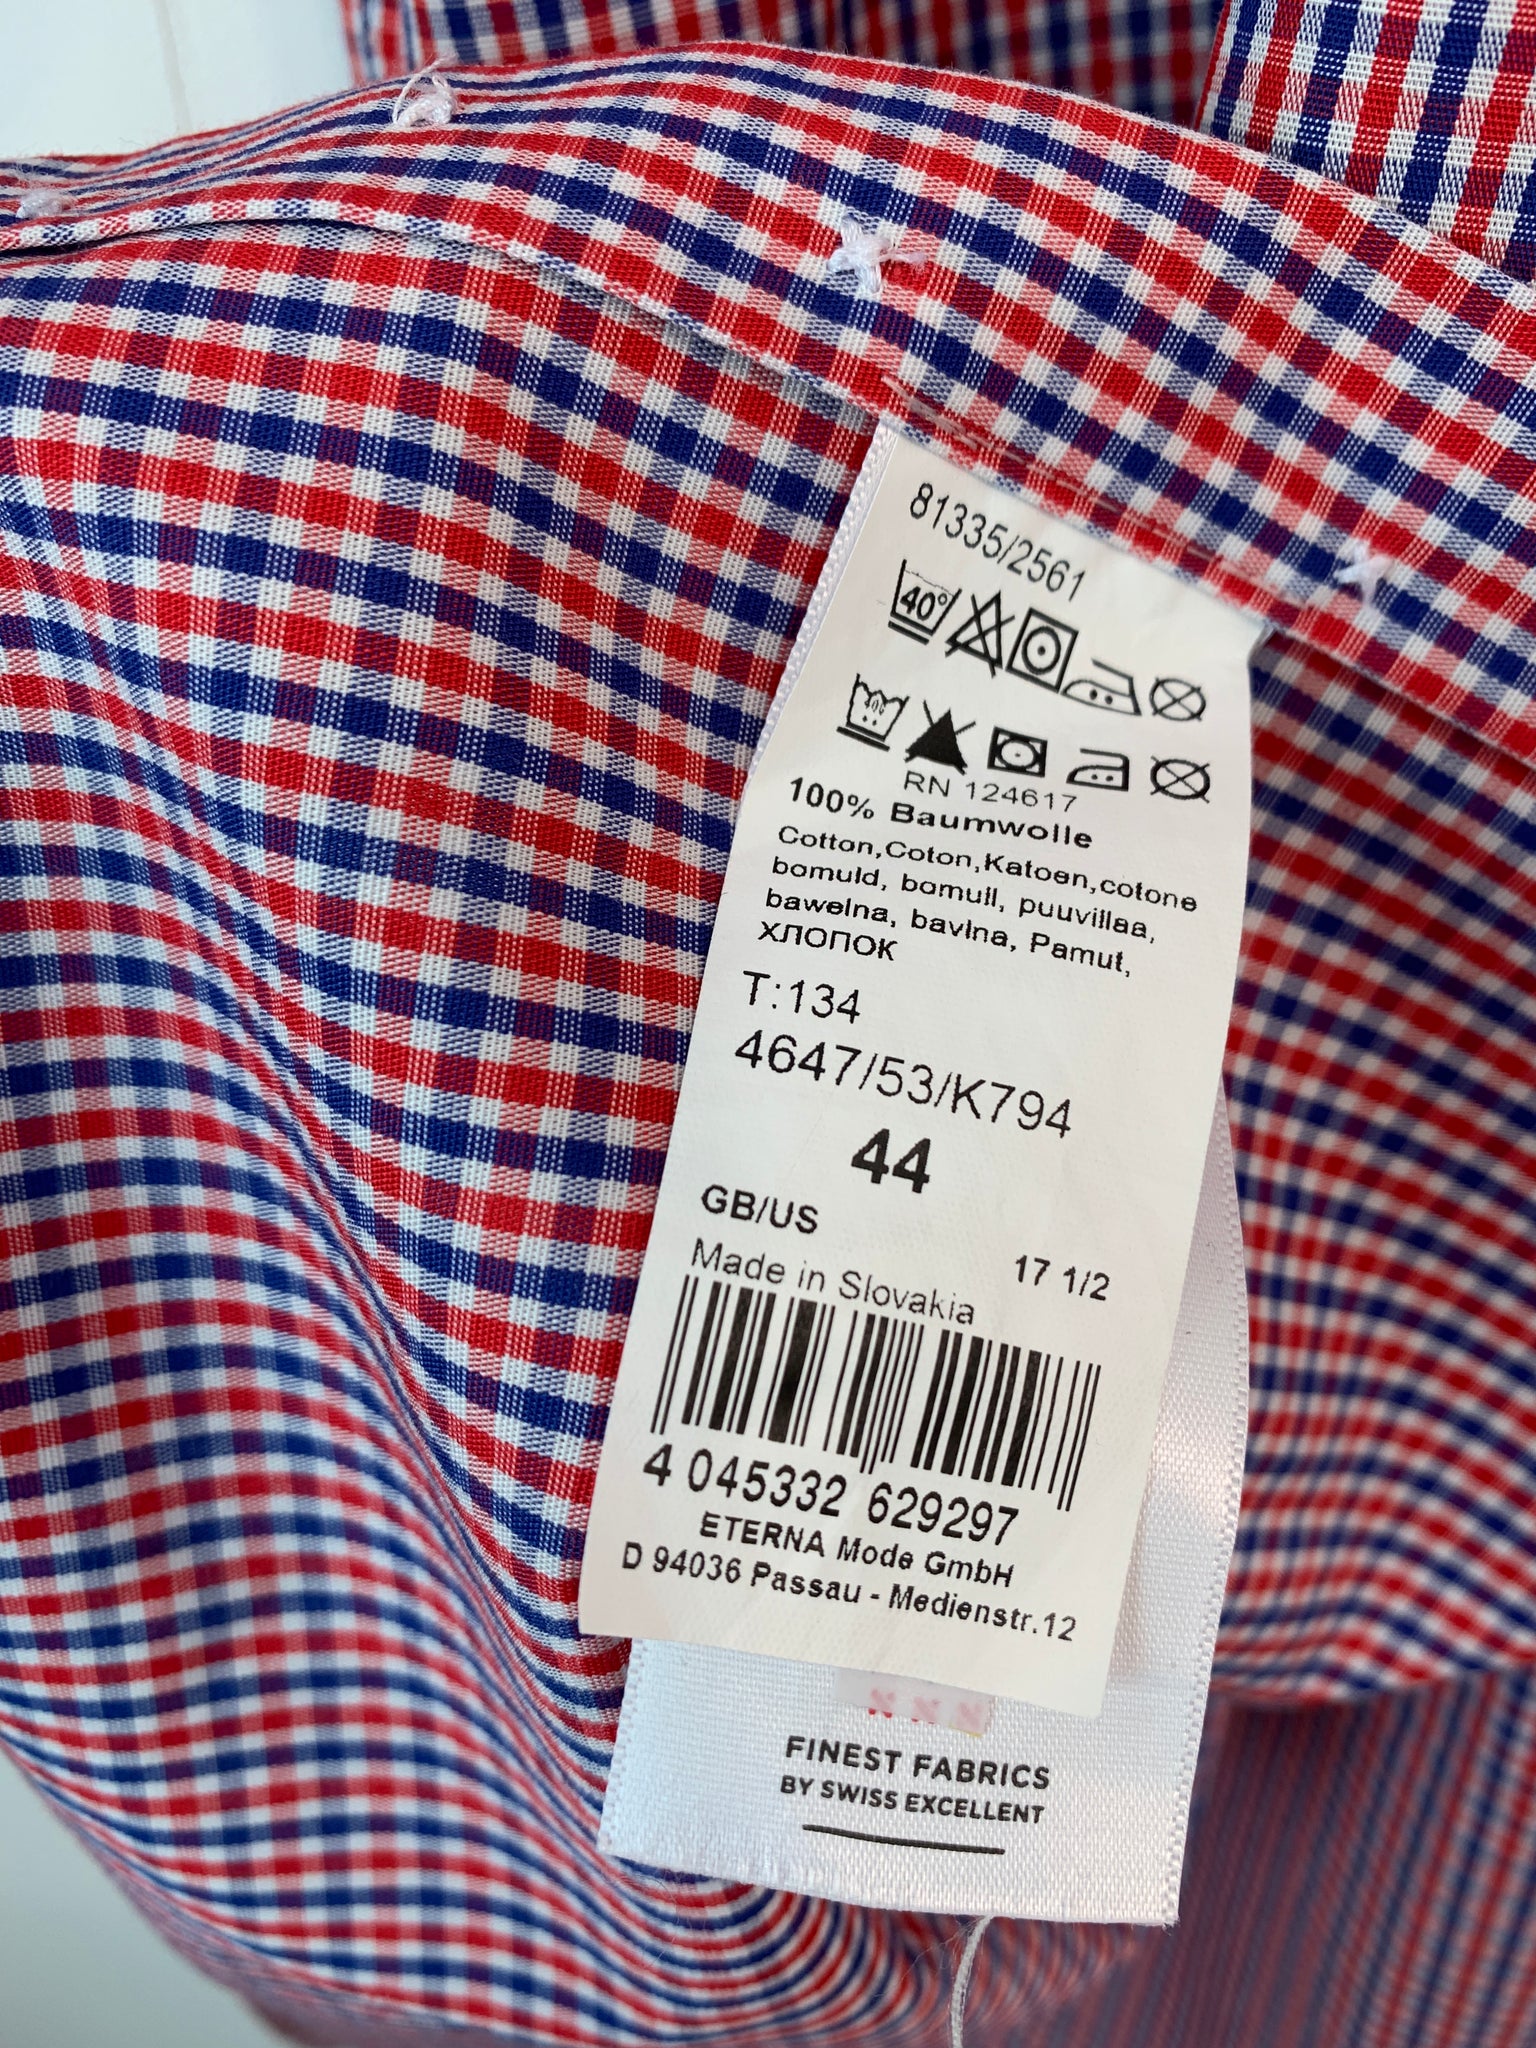 81335/2561
40°
RN 124617
100% Baumwolle
Cotton,Coton,Katoen,cotone
bomuld, bomull, puuvillaa,
bawelna, bavlna, Pamut,
хлопок
T:134
4647/53/K794
44
GB/US
17 1/2
Made in Slovakia
4 045332 629297
ETERNA Mode GmbH
D 94036 Passau - Medienstr.12
FINEST FABRICS
BY SWISS EXCELLENT